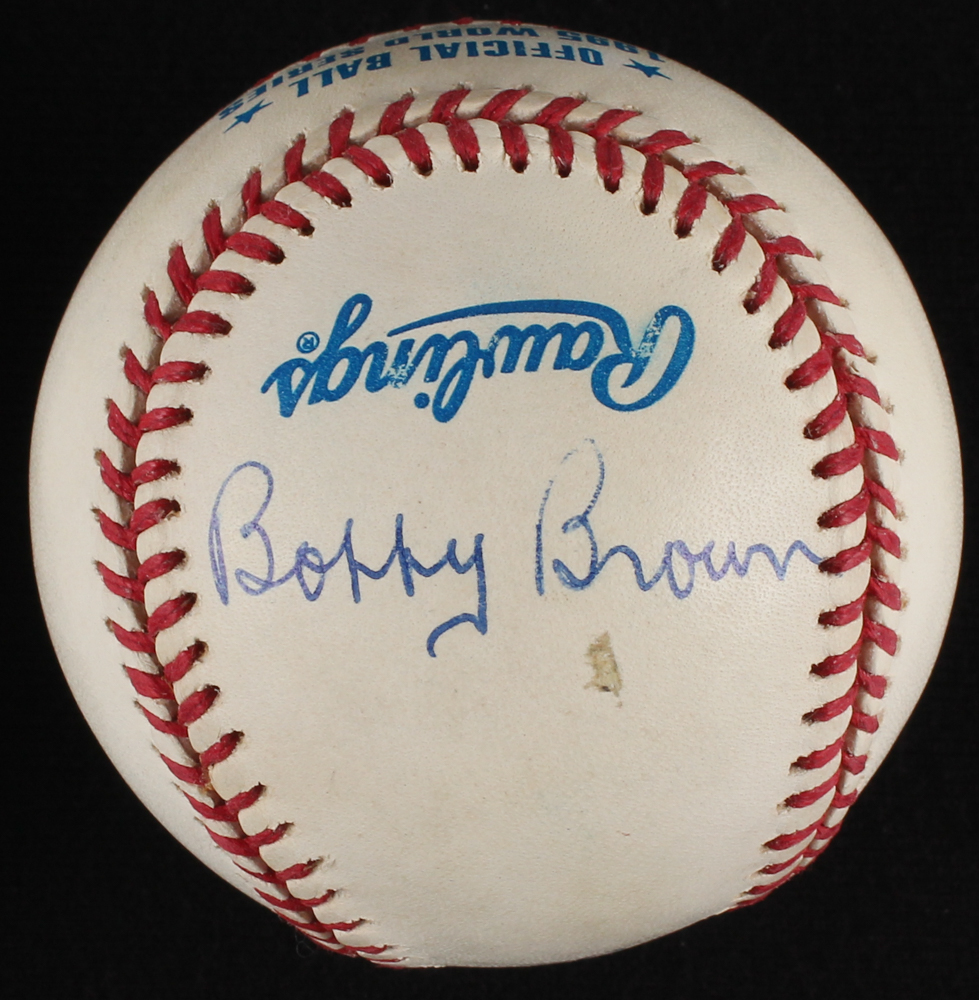 ★ OFFICIAL BALL ★
1995 WORLD SERIES
Rawlings®
Bobby Brown